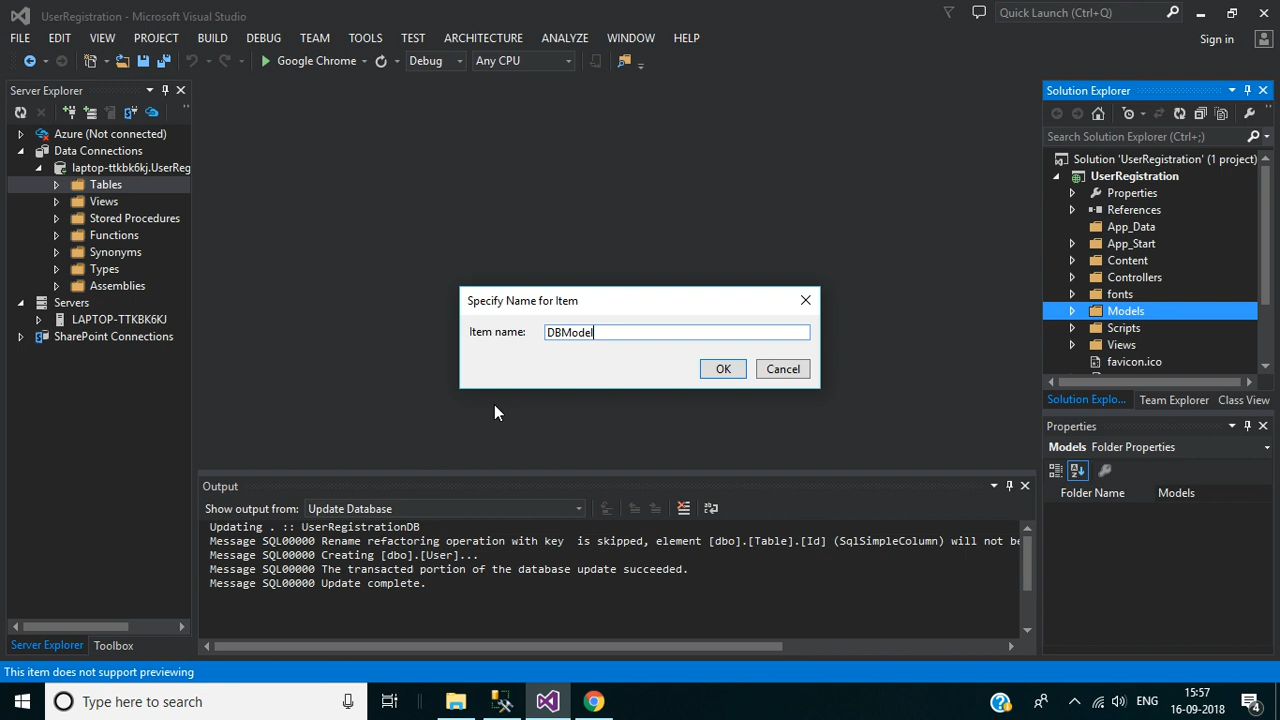 UserRegistration - Microsoft Visual Studio
Quick Launch (Ctrl+Q)
FILE EDIT VIEW PROJECT BUILD DEBUG TEAM TOOLS TEST ARCHITECTURE ANALYZE WINDOW HELP
Sign in
Google Chrome Debug Any CPU
Server Explorer
Azure (Not connected)
Data Connections
laptop-ttkbk6kj.UserReg
Tables
Views
Stored Procedures
Functions
Synonyms
Types
Assemblies
Servers
LAPTOP-TTKBK6KJ
SharePoint Connections
Server Explorer Toolbox
Specify Name for Item
Item name: DBModel
OK Cancel
Output
Show output from: Update Database
Updating . :: UserRegistrationDB
Message SQL00000 Rename refactoring operation with key  is skipped, element [dbo].[Table].[Id] (SqlSimpleColumn) will not be
Message SQL00000 Creating [dbo].[User]...
Message SQL00000 The transacted portion of the database update succeeded.
Message SQL00000 Update complete.
Solution Explorer
Search Solution Explorer (Ctrl+;)
Solution 'UserRegistration' (1 project)
UserRegistration
Properties
References
App_Data
App_Start
Content
Controllers
fonts
Models
Scripts
Views
favicon.ico
Solution Explo... Team Explorer Class View
Properties
Models Folder Properties
Folder Name Models
This item does not support previewing
Type here to search
ENG
15:57
16-09-2018
4